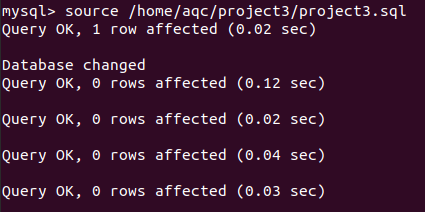 mysql> source /home/aqc/project3/project3.sql
Query OK, 1 row affected (0.02 sec)
Database changed
Query OK, 0 rows affected (0.12 sec)
Query OK, 0 rows affected (0.02 sec)
Query OK, 0 rows affected (0.04 sec)
Query OK, 0 rows affected (0.03 sec)